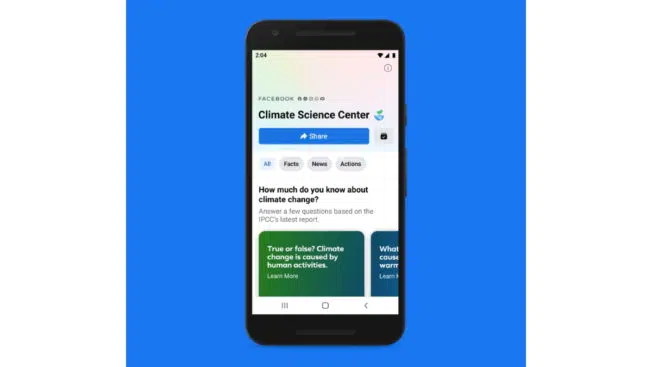 2:04
FACEBOOK
Climate Science Center
Share
All Facts News Actions
How much do you know about
climate change?
Answer a few questions based on the
IPCC's latest report.
True or false? Climate
change is caused by
human activities.
Learn More
What
cause
warm
Learn